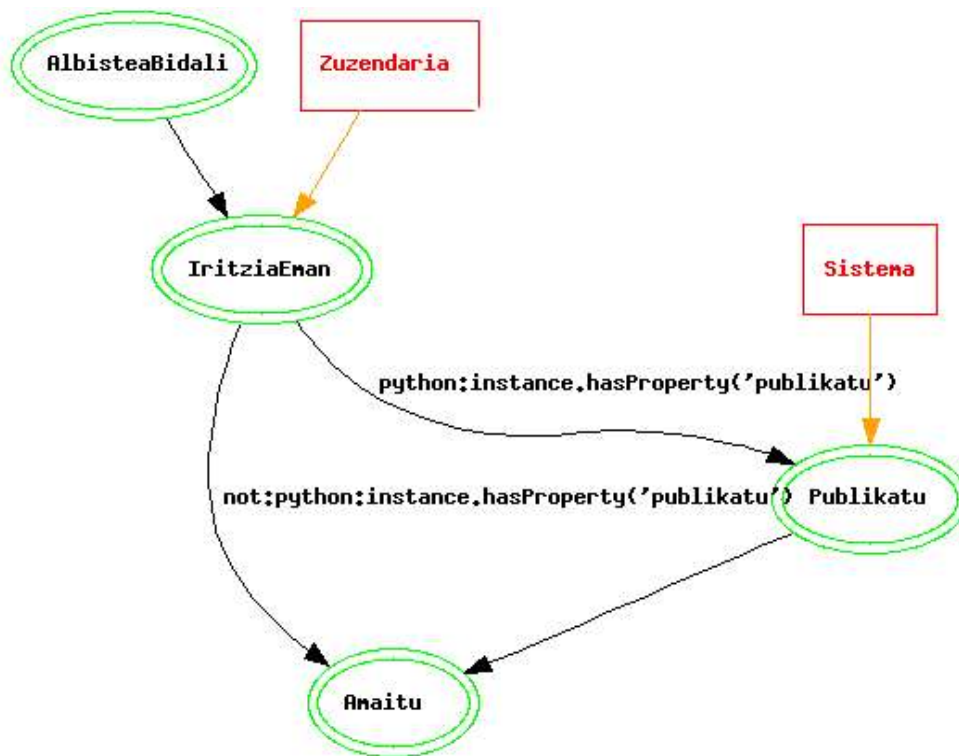 AlbisteaBidali
Zuzendaria
IritziaEman
Sistema
python:instance.hasProperty('publikatu')
not:python:instance.hasProperty('publikatu')
Publikatu
Amaitu